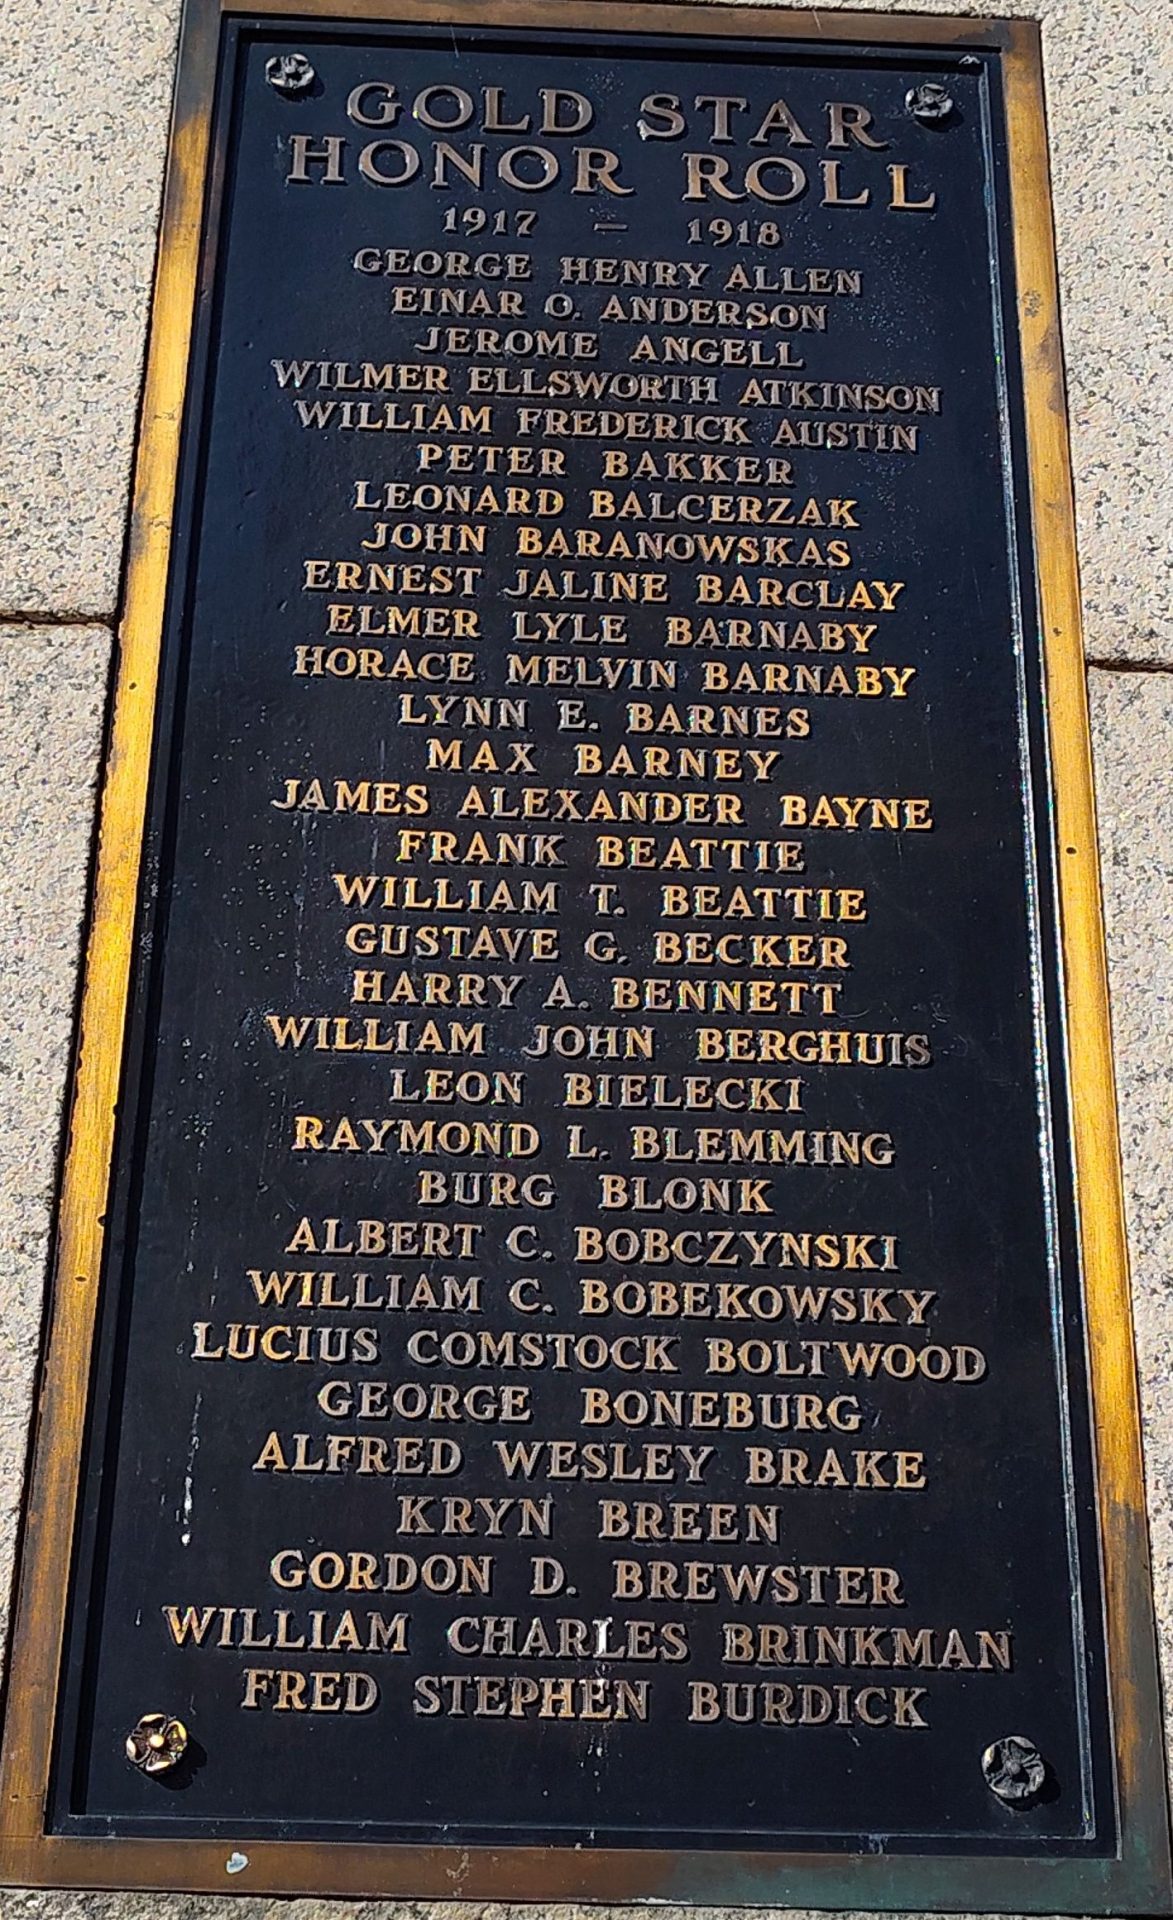 GOLD STAR
HONOR ROLL
1917 — 1918
GEORGE HENRY ALLEN
EINAR O. ANDERSON
JEROME ANGELL
WILMER ELLSWORTH ATKINSON
WILLIAM FREDERICK AUSTIN
PETER BAKKER
LEONARD BALCERZAK
JOHN BARANOWSKAS
ERNEST JALINE BARCLAY
ELMER LYLE BARNABY
HORACE MELVIN BARNABY
LYNN E. BARNES
MAX BARNEY
JAMES ALEXANDER BAYNE
FRANK BEATTIE
WILLIAM T. BEATTIE
GUSTAVE G. BECKER
HARRY A. BENNETT
WILLIAM JOHN BERGHUIS
LEON BIELECKI
RAYMOND L. BLEMMING
BURG BLONK
ALBERT C. BOBCZYNSKI
WILLIAM C. BOBEKOWSKY
LUCIUS COMSTOCK BOLTWOOD
GEORGE BONEBURG
ALFRED WESLEY BRAKE
KRYN BREEN
GORDON D. BREWSTER
WILLIAM CHARLES BRINKMAN
FRED STEPHEN BURDICK